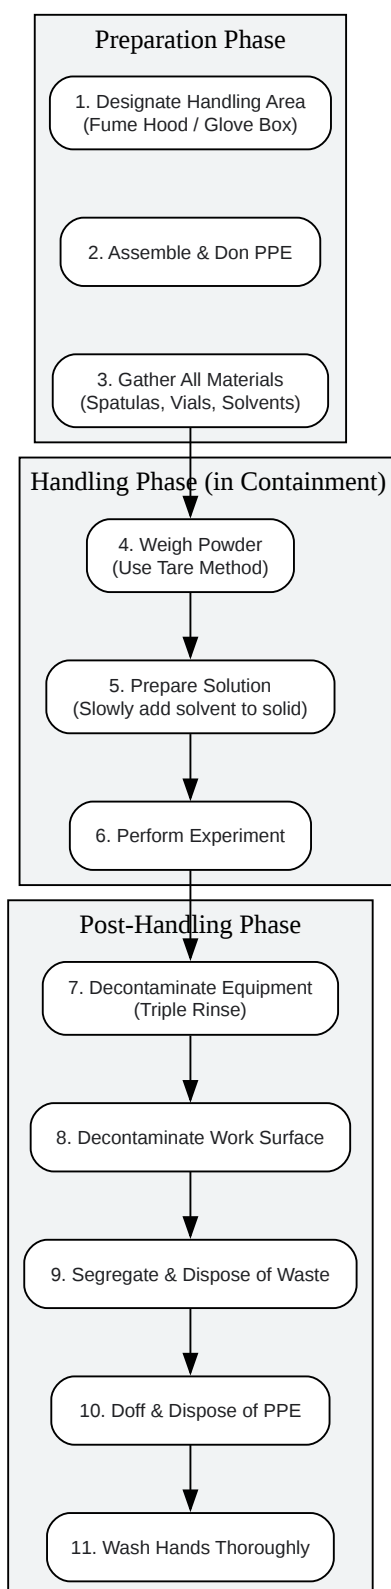 Preparation Phase
1. Designate Handling Area
(Fume Hood / Glove Box)
2. Assemble & Don PPE
3. Gather All Materials
(Spatulas, Vials, Solvents)
Handling Phase (in Containment)
4. Weigh Powder
(Use Tare Method)
5. Prepare Solution
(Slowly add solvent to solid)
6. Perform Experiment
Post-Handling Phase
7. Decontaminate Equipment
(Triple Rinse)
8. Decontaminate Work Surface
9. Segregate & Dispose of Waste
10. Doff & Dispose of PPE
11. Wash Hands Thoroughly